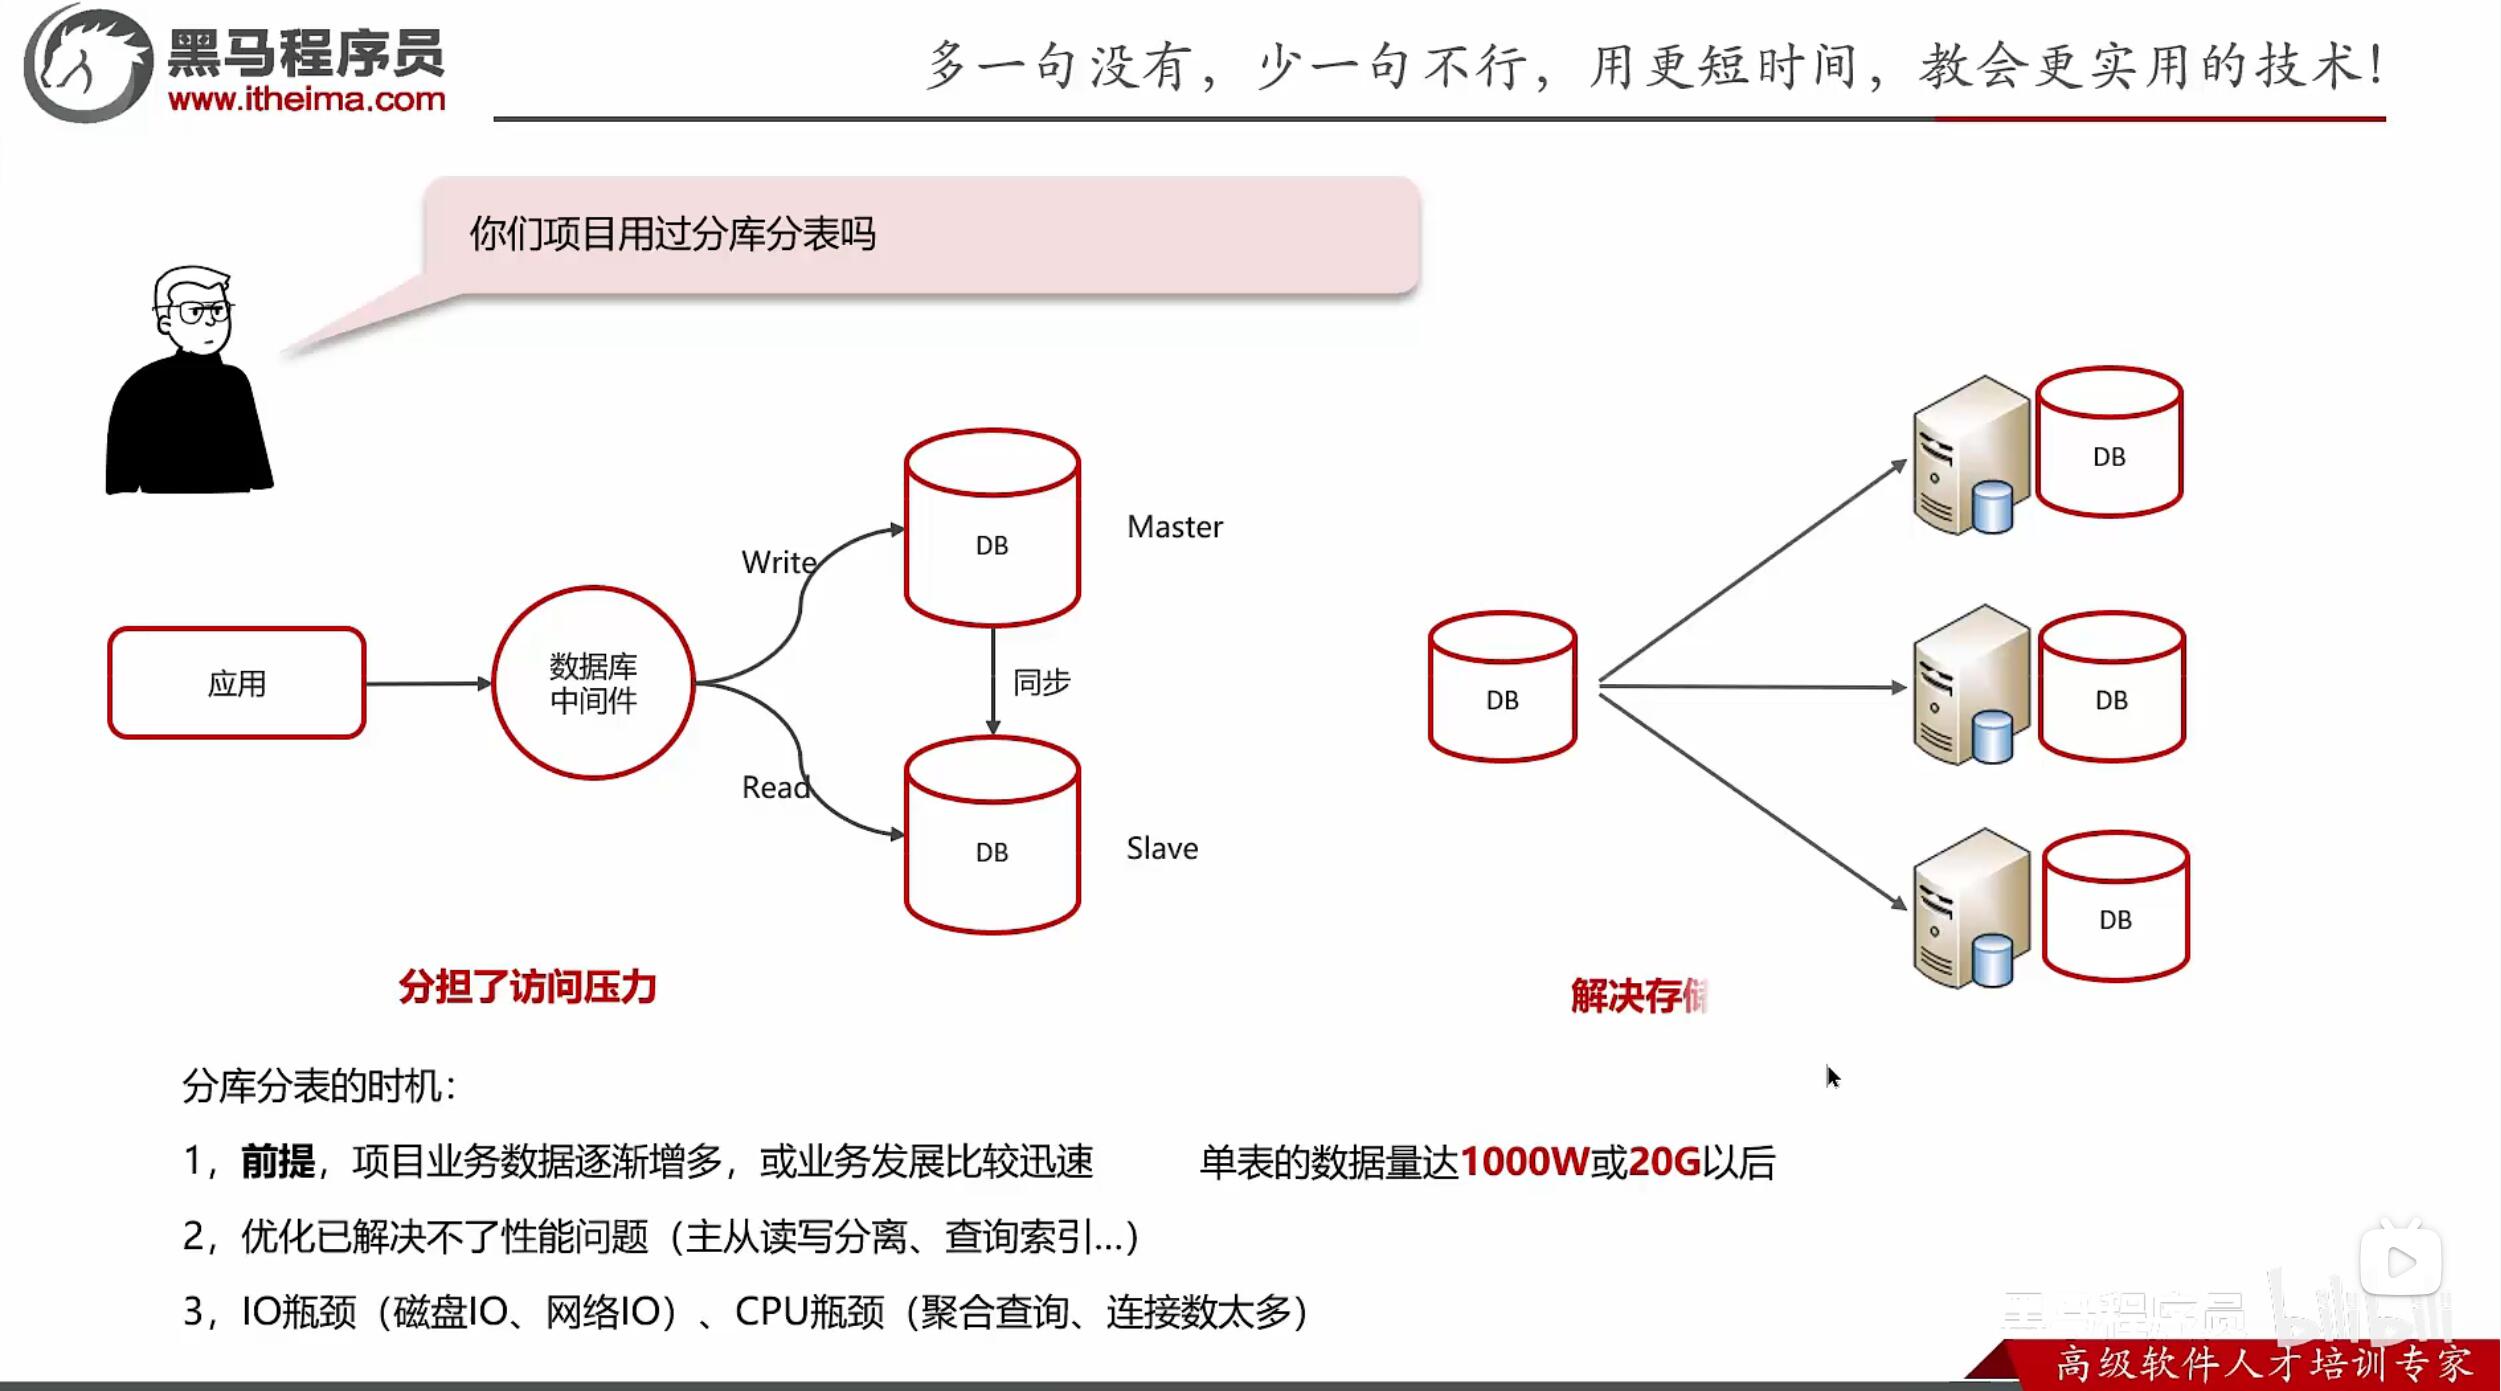 黑马程序员
www.itheima.com
多一句没有，少一句不行，用更短时间，教会更实用的技术！
你们项目用过分库分表吗
应用
数据库
中间件
Write
Read
DB
Master
同步
DB
Slave
分担了访问压力
DB
DB
DB
DB
解决存储
分库分表的时机：
1，前提，项目业务数据逐渐增多，或业务发展比较迅速 单表的数据量达1000W或20G以后
2，优化已解决不了性能问题（主从读写分离、查询索引...）
3，IO瓶颈（磁盘IO、网络IO）、CPU瓶颈（聚合查询、连接数太多）
黑马程序员 bilibili
高级软件人才培训专家